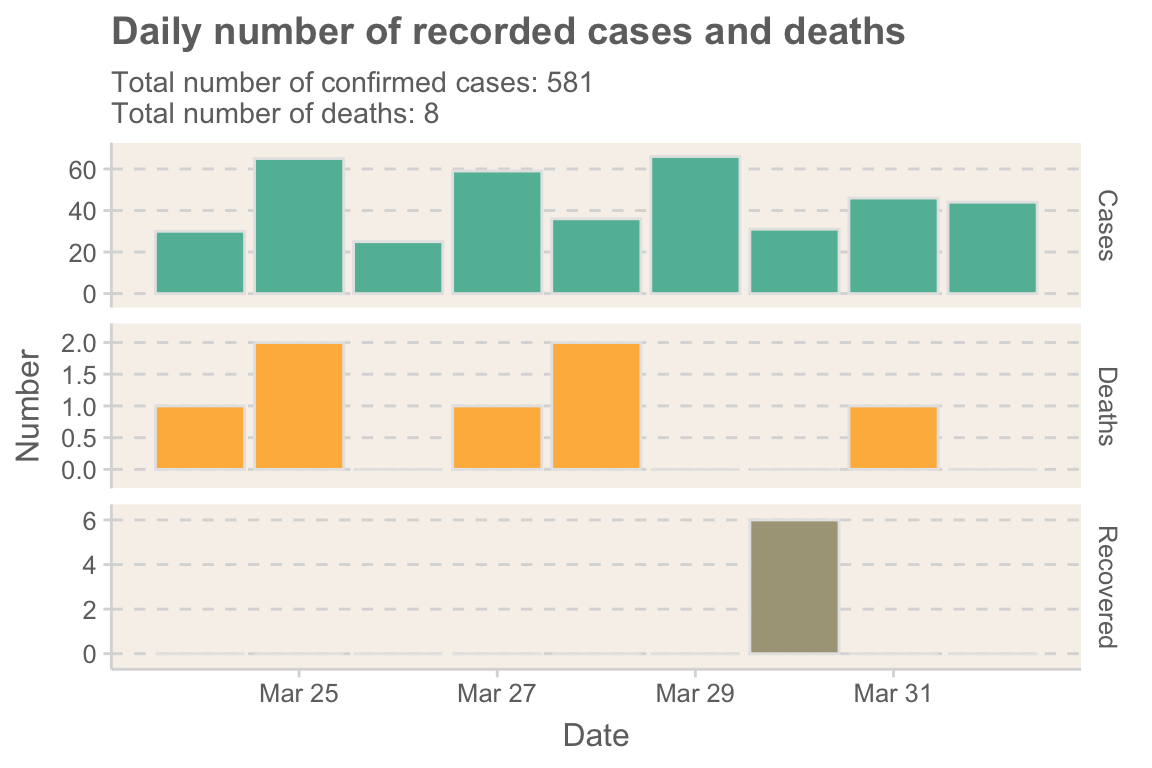 Daily number of recorded cases and deaths
Total number of confirmed cases: 581
Total number of deaths: 8
60
40
20
0
Cases
Number
2.0
1.5
1.0
0.5
0.0
Deaths
6
4
2
0
Recovered
Mar 25 Mar 27 Mar 29 Mar 31
Date